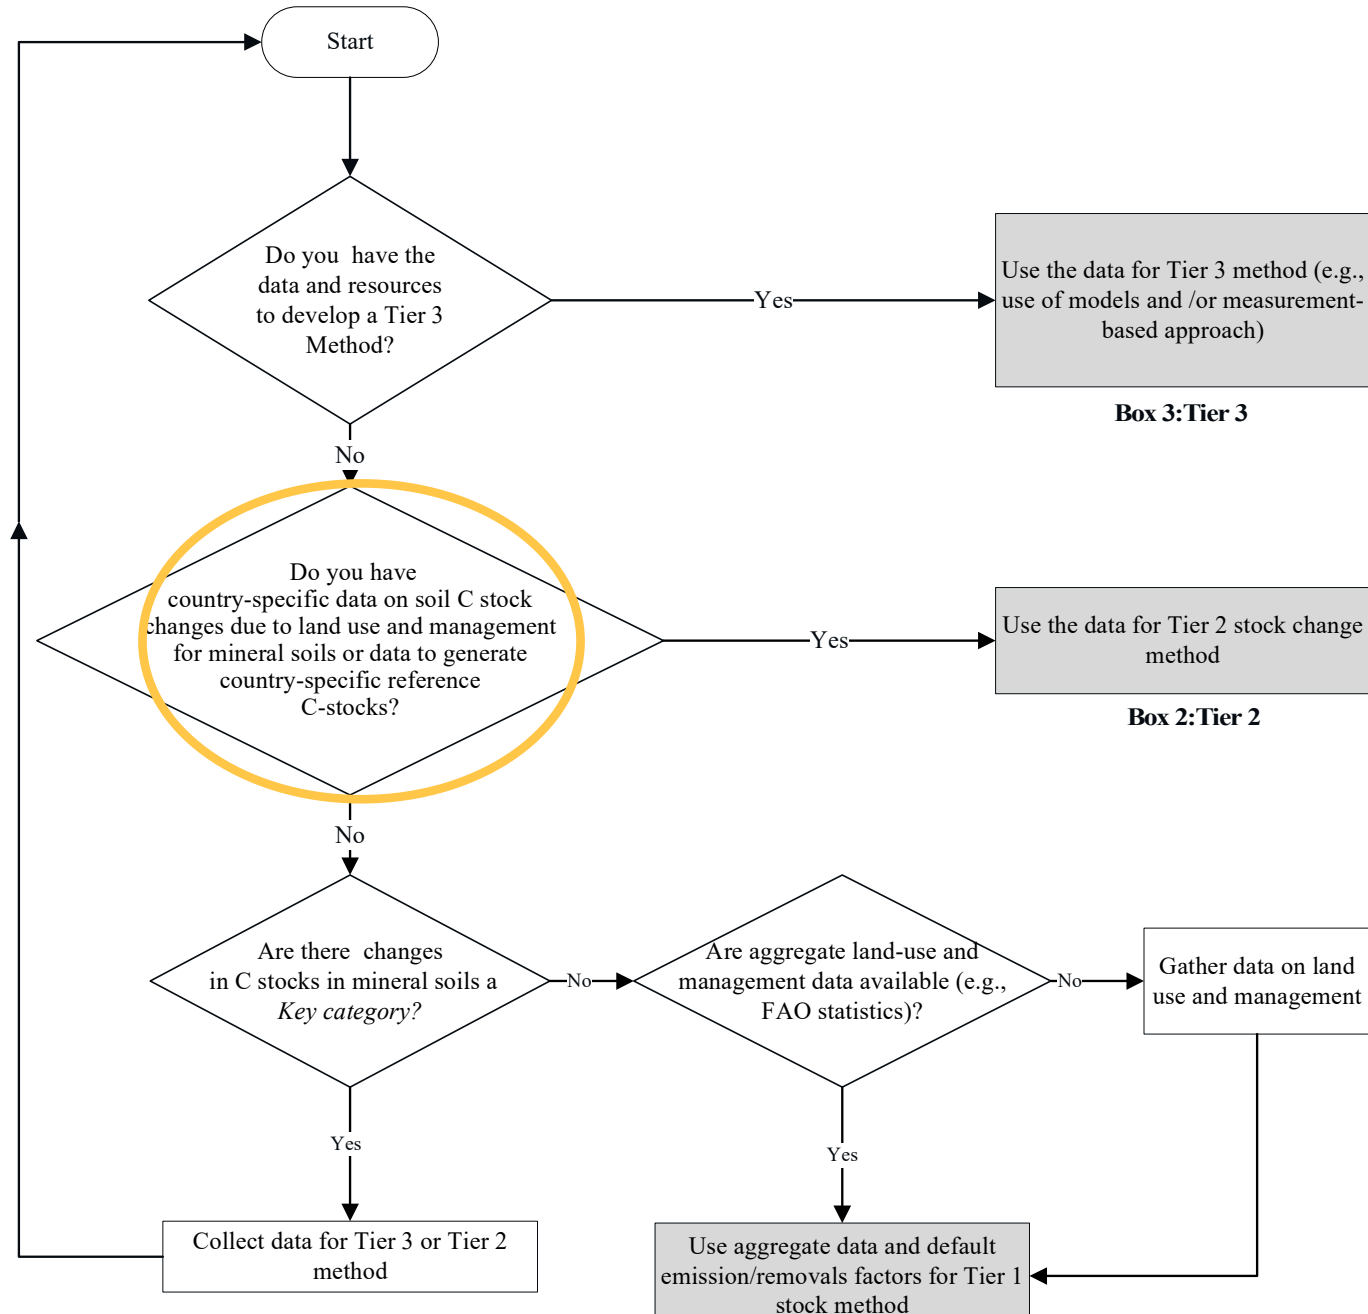 Start
Do you  have the
data and resources
to develop a Tier 3
Method?
Yes
Use the data for Tier 3 method (e.g.,
use of models and /or measurement-
based approach)
Box 3:Tier 3
No
Do you have
country-specific data on soil C stock
changes due to land use and management
for mineral soils or data to generate
country-specific reference
C-stocks?
Yes
Use the data for Tier 2 stock change
method
Box 2:Tier 2
No
Are there  changes
in C stocks in mineral soils a
Key category?
No
Are aggregate land-use and
management data available (e.g.,
FAO statistics)?
No
Gather data on land
use and management
Yes
Yes
Collect data for Tier 3 or Tier 2
method
Use aggregate data and default
emission/removals factors for Tier 1
stock method